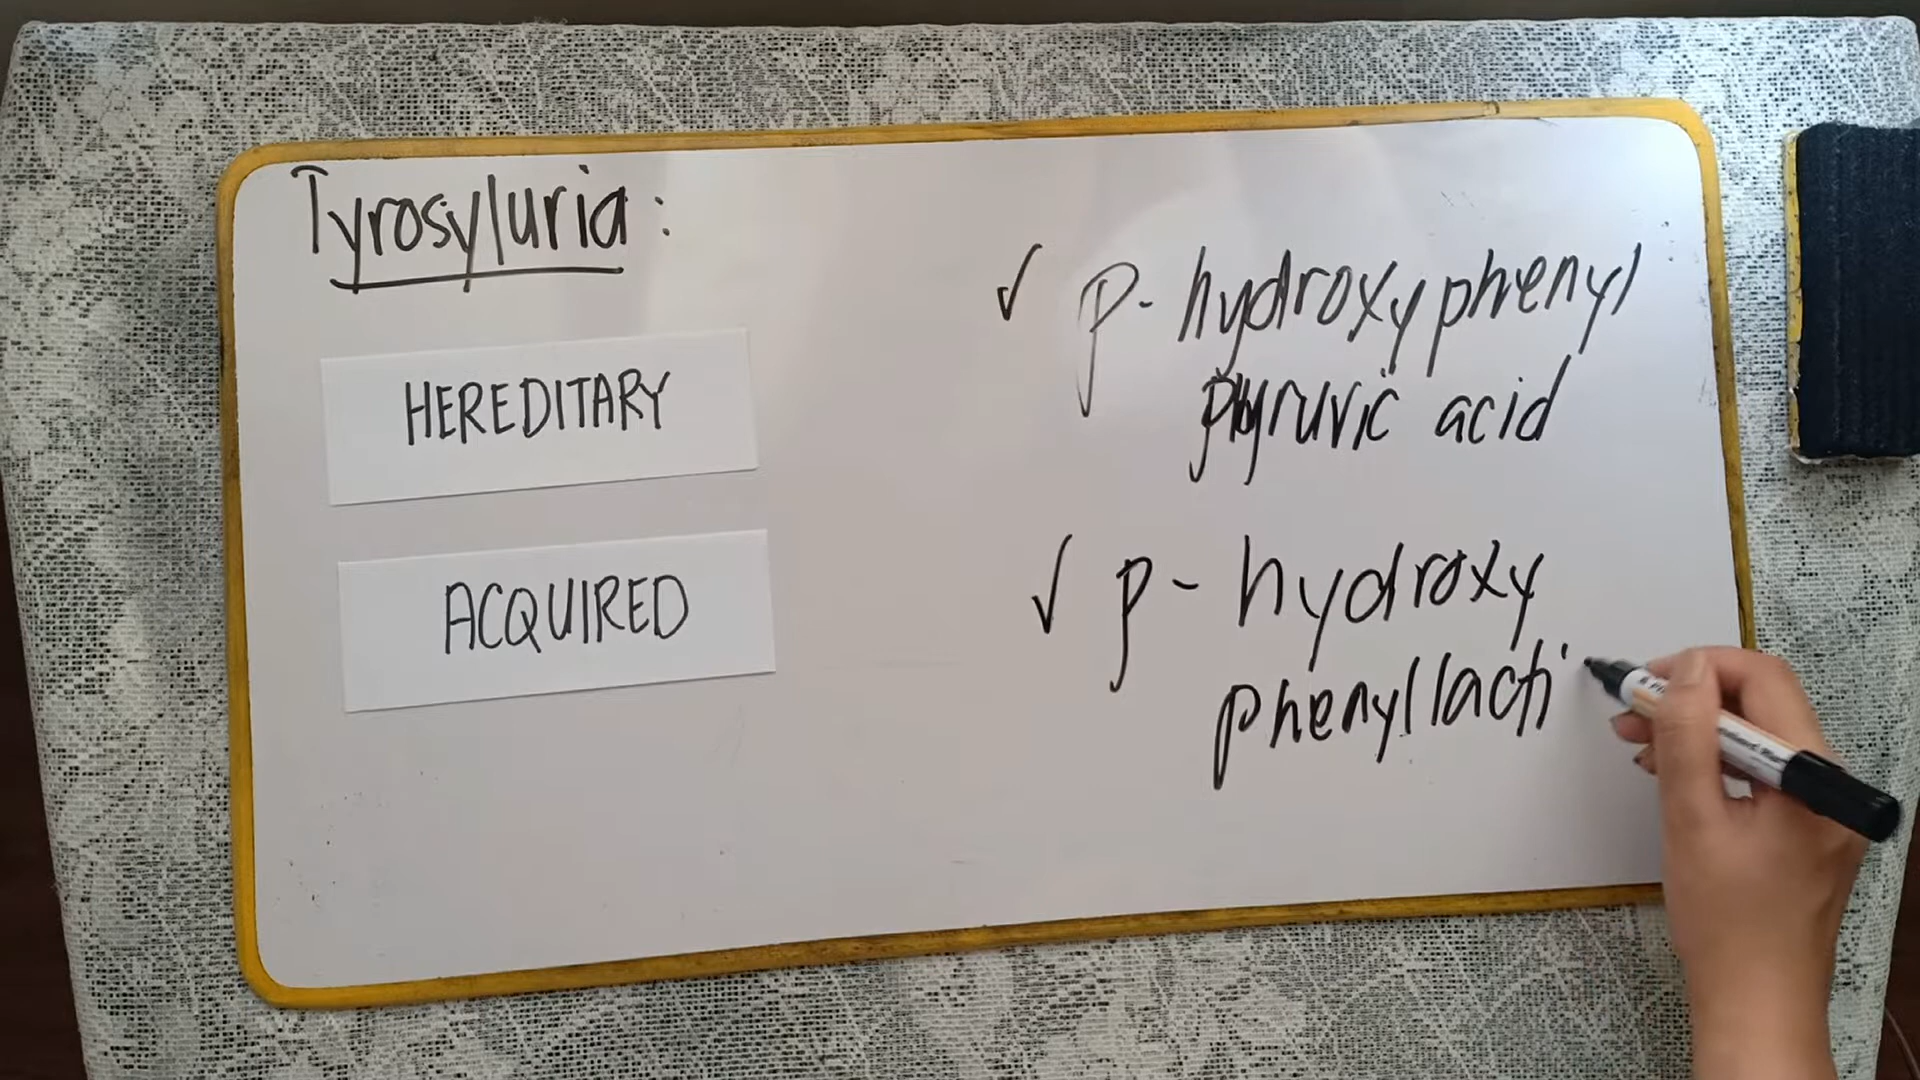 Tyrosyluria:
HEREDITARY
ACQUIRED
✓ p-hydroxyphenyl
pyruvic acid
✓ p-hydroxy
phenyllacti